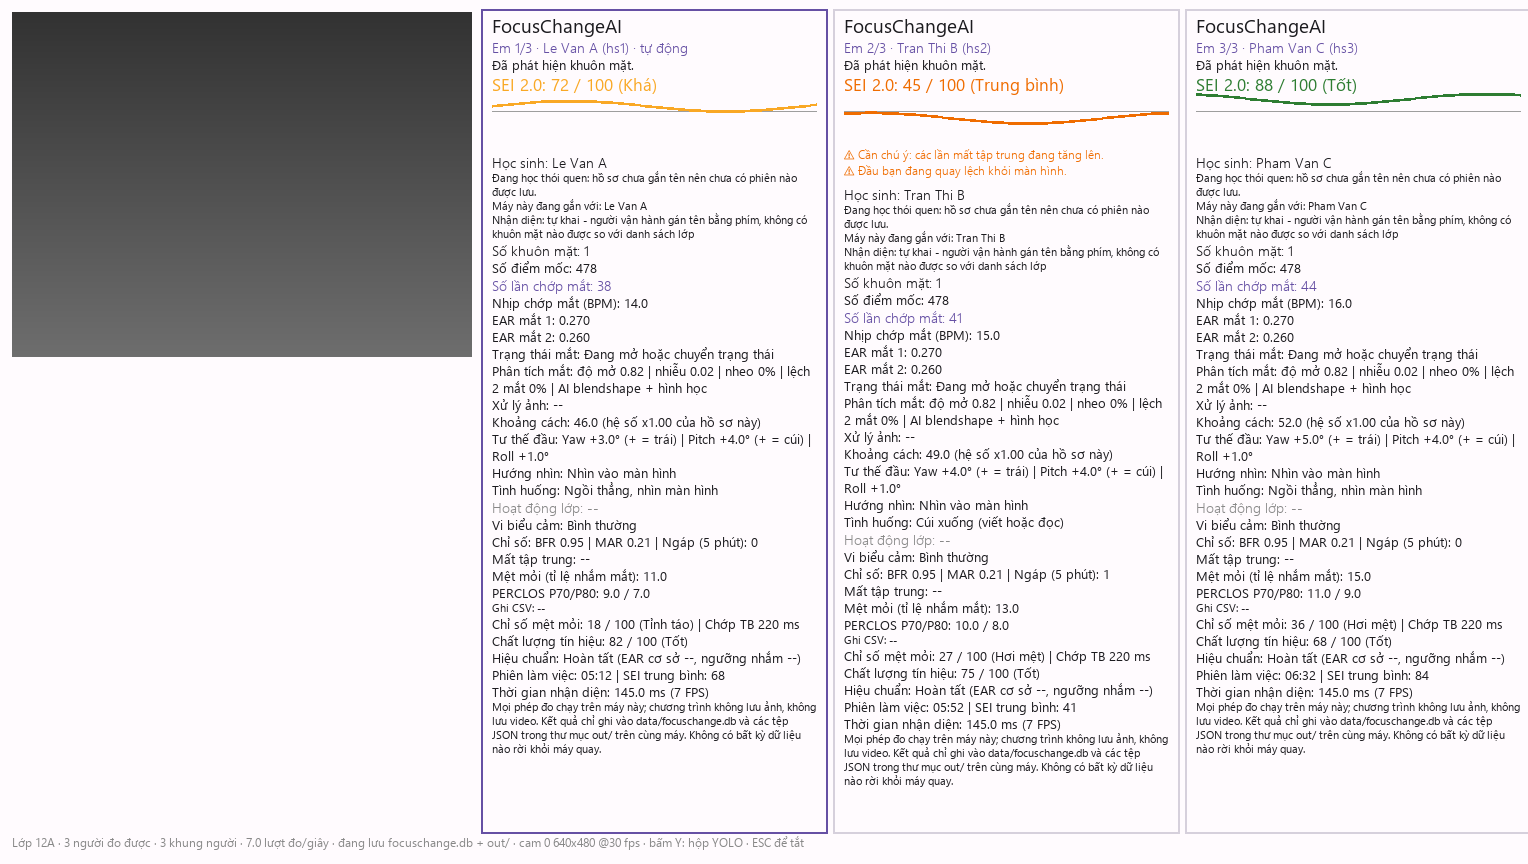 FocusChangeAI
Em 1/3 · Le Van A (hs1) · tự động
Đã phát hiện khuôn mặt.
SEI 2.0: 72 / 100 (Khá)
Học sinh: Le Van A
Đang học thói quen: hồ sơ chưa gắn tên nên chưa có phiên nào
được lưu.
Máy này đang gắn với: Le Van A
Nhận diện: tự khai - người vận hành gán tên bằng phím, không có
khuôn mặt nào được so với danh sách lớp
Số khuôn mặt: 1
Số điểm mốc: 478
Số lần chớp mắt: 38
Nhịp chớp mắt (BPM): 14.0
EAR mắt 1: 0.270
EAR mắt 2: 0.260
Trạng thái mắt: Đang mở hoặc chuyển trạng thái
Phân tích mắt: độ mở 0.82 | nhiễu 0.02 | nheo 0% | lệch
2 mắt 0% | AI blendshape + hình học
Xử lý ảnh: --
Khoảng cách: 46.0 (hệ số x1.00 của hồ sơ này)
Tư thế đầu: Yaw +3.0° (+ = trái) | Pitch +4.0° (+ = cúi) |
Roll +1.0°
Hướng nhìn: Nhìn vào màn hình
Tình huống: Ngồi thẳng, nhìn màn hình
Hoạt động lớp: --
Vi biểu cảm: Bình thường
Chỉ số: BFR 0.95 | MAR 0.21 | Ngáp (5 phút): 0
Mất tập trung: --
Mệt mỏi (tỉ lệ nhắm mắt): 11.0
PERCLOS P70/P80: 9.0 / 7.0
Ghi CSV: --
Chỉ số mệt mỏi: 18 / 100 (Tỉnh táo) | Chớp TB 220 ms
Chất lượng tín hiệu: 82 / 100 (Tốt)
Hiệu chuẩn: Hoàn tất (EAR cơ sở --, ngưỡng nhắm --)
Phiên làm việc: 05:12 | SEI trung bình: 68
Thời gian nhận diện: 145.0 ms (7 FPS)
Mọi phép đo chạy trên máy này; chương trình không lưu ảnh, không
lưu video. Kết quả chỉ ghi vào data/focuschange.db và các tệp
JSON trong thư mục out/ trên cùng máy. Không có bất kỳ dữ liệu
nào rời khỏi máy quay.
FocusChangeAI
Em 2/3 · Tran Thi B (hs2)
Đã phát hiện khuôn mặt.
SEI 2.0: 45 / 100 (Trung bình)
⚠ Cần chú ý: các lần mất tập trung đang tăng lên.
⚠ Đầu bạn đang quay lệch khỏi màn hình.
Học sinh: Tran Thi B
Đang học thói quen: hồ sơ chưa gắn tên nên chưa có phiên nào
được lưu.
Máy này đang gắn với: Tran Thi B
Nhận diện: tự khai - người vận hành gán tên bằng phím, không có
khuôn mặt nào được so với danh sách lớp
Số khuôn mặt: 1
Số điểm mốc: 478
Số lần chớp mắt: 41
Nhịp chớp mắt (BPM): 15.0
EAR mắt 1: 0.270
EAR mắt 2: 0.260
Trạng thái mắt: Đang mở hoặc chuyển trạng thái
Phân tích mắt: độ mở 0.82 | nhiễu 0.02 | nheo 0% | lệch
2 mắt 0% | AI blendshape + hình học
Xử lý ảnh: --
Khoảng cách: 49.0 (hệ số x1.00 của hồ sơ này)
Tư thế đầu: Yaw +4.0° (+ = trái) | Pitch +4.0° (+ = cúi) |
Roll +1.0°
Hướng nhìn: Nhìn vào màn hình
Tình huống: Cúi xuống (viết hoặc đọc)
Hoạt động lớp: --
Vi biểu cảm: Bình thường
Chỉ số: BFR 0.95 | MAR 0.21 | Ngáp (5 phút): 1
Mất tập trung: --
Mệt mỏi (tỉ lệ nhắm mắt): 13.0
PERCLOS P70/P80: 10.0 / 8.0
Ghi CSV: --
Chỉ số mệt mỏi: 27 / 100 (Hơi mệt) | Chớp TB 220 ms
Chất lượng tín hiệu: 75 / 100 (Tốt)
Hiệu chuẩn: Hoàn tất (EAR cơ sở --, ngưỡng nhắm --)
Phiên làm việc: 05:52 | SEI trung bình: 41
Thời gian nhận diện: 145.0 ms (7 FPS)
Mọi phép đo chạy trên máy này; chương trình không lưu ảnh, không
lưu video. Kết quả chỉ ghi vào data/focuschange.db và các tệp
JSON trong thư mục out/ trên cùng máy. Không có bất kỳ dữ liệu
nào rời khỏi máy quay.
FocusChangeAI
Em 3/3 · Pham Van C (hs3)
Đã phát hiện khuôn mặt.
SEI 2.0: 88 / 100 (Tốt)
Học sinh: Pham Van C
Đang học thói quen: hồ sơ chưa gắn tên nên chưa có phiên nào
được lưu.
Máy này đang gắn với: Pham Van C
Nhận diện: tự khai - người vận hành gán tên bằng phím, không có
khuôn mặt nào được so với danh sách lớp
Số khuôn mặt: 1
Số điểm mốc: 478
Số lần chớp mắt: 44
Nhịp chớp mắt (BPM): 16.0
EAR mắt 1: 0.270
EAR mắt 2: 0.260
Trạng thái mắt: Đang mở hoặc chuyển trạng thái
Phân tích mắt: độ mở 0.82 | nhiễu 0.02 | nheo 0% | lệch
2 mắt 0% | AI blendshape + hình học
Xử lý ảnh: --
Khoảng cách: 52.0 (hệ số x1.00 của hồ sơ này)
Tư thế đầu: Yaw +5.0° (+ = trái) | Pitch +4.0° (+ = cúi) |
Roll +1.0°
Hướng nhìn: Nhìn vào màn hình
Tình huống: Ngồi thẳng, nhìn màn hình
Hoạt động lớp: --
Vi biểu cảm: Bình thường
Chỉ số: BFR 0.95 | MAR 0.21 | Ngáp (5 phút): 0
Mất tập trung: --
Mệt mỏi (tỉ lệ nhắm mắt): 15.0
PERCLOS P70/P80: 11.0 / 9.0
Ghi CSV: --
Chỉ số mệt mỏi: 36 / 100 (Hơi mệt) | Chớp TB 220 ms
Chất lượng tín hiệu: 68 / 100 (Tốt)
Hiệu chuẩn: Hoàn tất (EAR cơ sở --, ngưỡng nhắm --)
Phiên làm việc: 06:32 | SEI trung bình: 84
Thời gian nhận diện: 145.0 ms (7 FPS)
Mọi phép đo chạy trên máy này; chương trình không lưu ảnh, không
lưu video. Kết quả chỉ ghi vào data/focuschange.db và các tệp
JSON trong thư mục out/ trên cùng máy. Không có bất kỳ dữ liệu
nào rời khỏi máy quay.
Lớp 12A · 3 người đo được · 3 khung người · 7.0 lượt đo/giây · đang lưu focuschange.db + out/ · cam 0 640x480 @30 fps · bấm Y: hộp YOLO · ESC để tắt